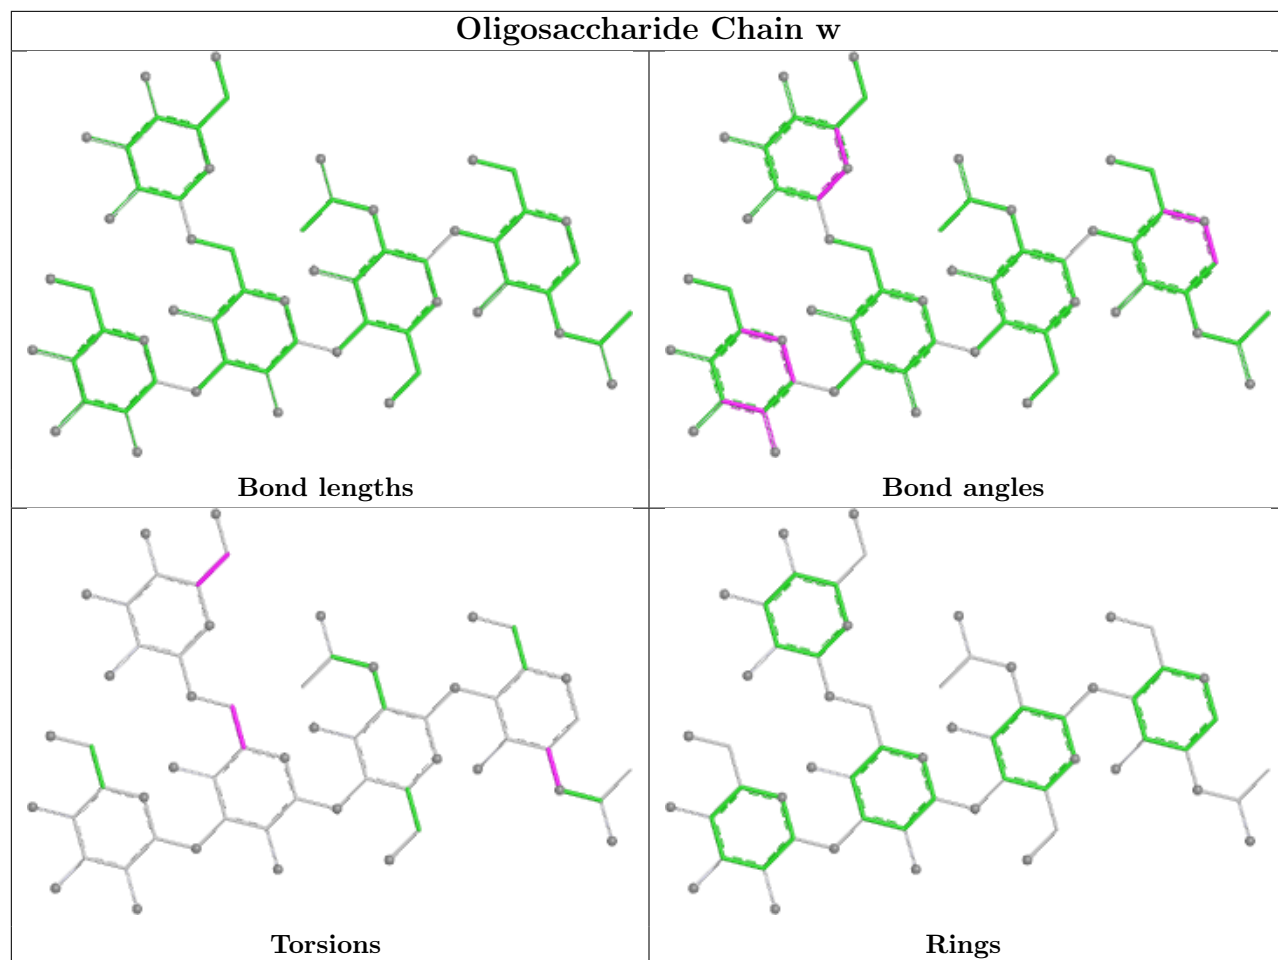 Oligosaccharide Chain w
Bond lengths
Bond angles
Torsions
Rings